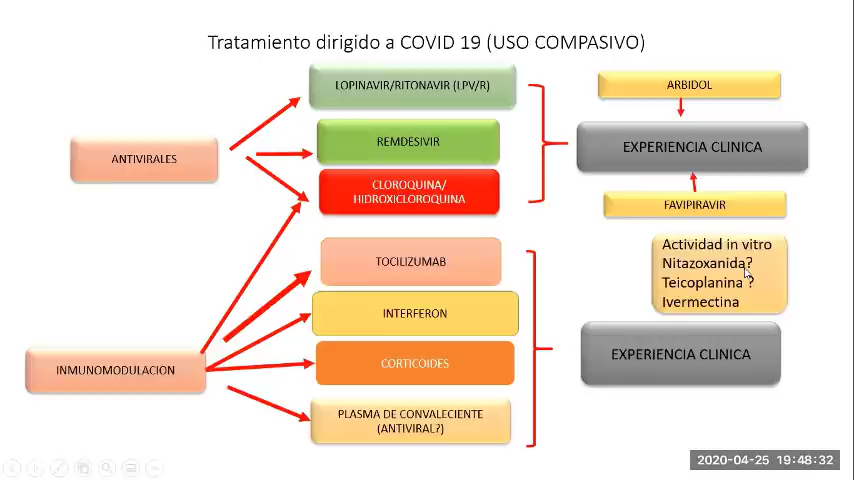 Tratamiento dirigido a COVID 19 (USO COMPASIVO)
LOPINAVIR/RITONAVIR (LPV/R)
ARBIDOL
ANTIVIRALES
REMDESIVIR
EXPERIENCIA CLINICA
CLOROQUINA/
HIDROXICLOROQUINA
FAVIPIRAVIR
Actividad in vitro
Nitazoxanida?
Teicoplanina ?
Ivermectina
TOCILIZUMAB
INTERFERON
INMUNOMODULACION
CORTICOIDES
EXPERIENCIA CLINICA
PLASMA DE CONVALECIENTE
(ANTIVIRAL?)
2020-04-25 19:48:32